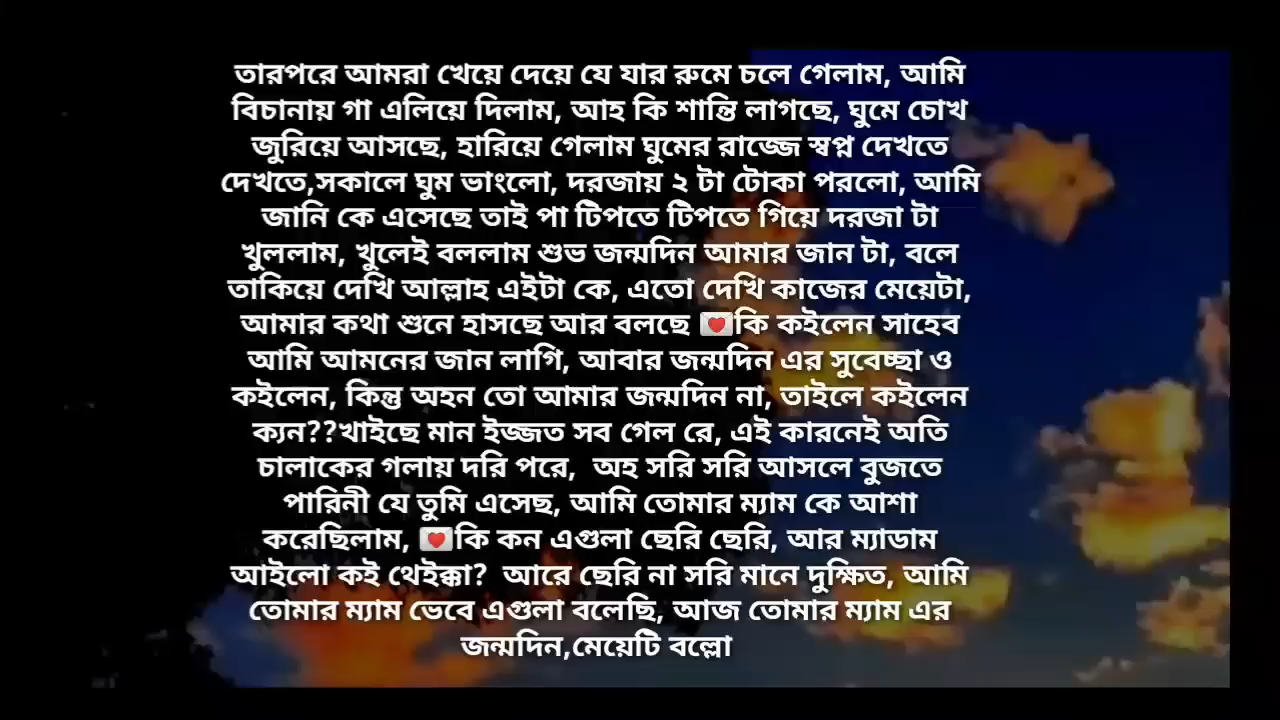 তারপরে আমরা খেয়ে দেয়ে যে যার রুমে চলে গেলাম, আমি
বিচানায় গা এলিয়ে দিলাম, আহ কি শান্তি লাগছে, ঘুমে চোখ
জুরিয়ে আসছে, হারিয়ে গেলাম ঘুমের রাজ্জে স্বপ্ন দেখতে
দেখতে,সকালে ঘুম ভাংলো, দরজায় ২ টা টোকা পরলো, আমি
জানি কে এসেছে তাই পা টিপতে টিপতে গিয়ে দরজা টা
খুললাম, খুলেই বললাম শুভ জন্মদিন আমার জান টা, বলে
তাকিয়ে দেখি আল্লাহ এইটা কে, এতো দেখি কাজের মেয়েটা,
আমার কথা শুনে হাসছে আর বলছে 💌কি কইলেন সাহেব
আমি আমনের জান লাগি, আবার জন্মদিন এর সুবেচ্ছা ও
কইলেন, কিন্তু অহন তো আমার জন্মদিন না, তাইলে কইলেন
ক্যন??খাইছে মান ইজ্জত সব গেল রে, এই কারনেই অতি
চালাকের গলায় দরি পরে, অহ সরি সরি আসলে বুজতে
পারিনী যে তুমি এসেছ, আমি তোমার ম্যাম কে আশা
করেছিলাম, 💌কি কন এগুলা ছেরি ছেরি, আর ম্যাডাম
আইলো কই থেইক্কা? আরে ছেরি না সরি মানে দুক্ষিত, আমি
তোমার ম্যাম ভেবে এগুলা বলেছি, আজ তোমার ম্যাম এর
জন্মদিন,মেয়েটি বল্লো